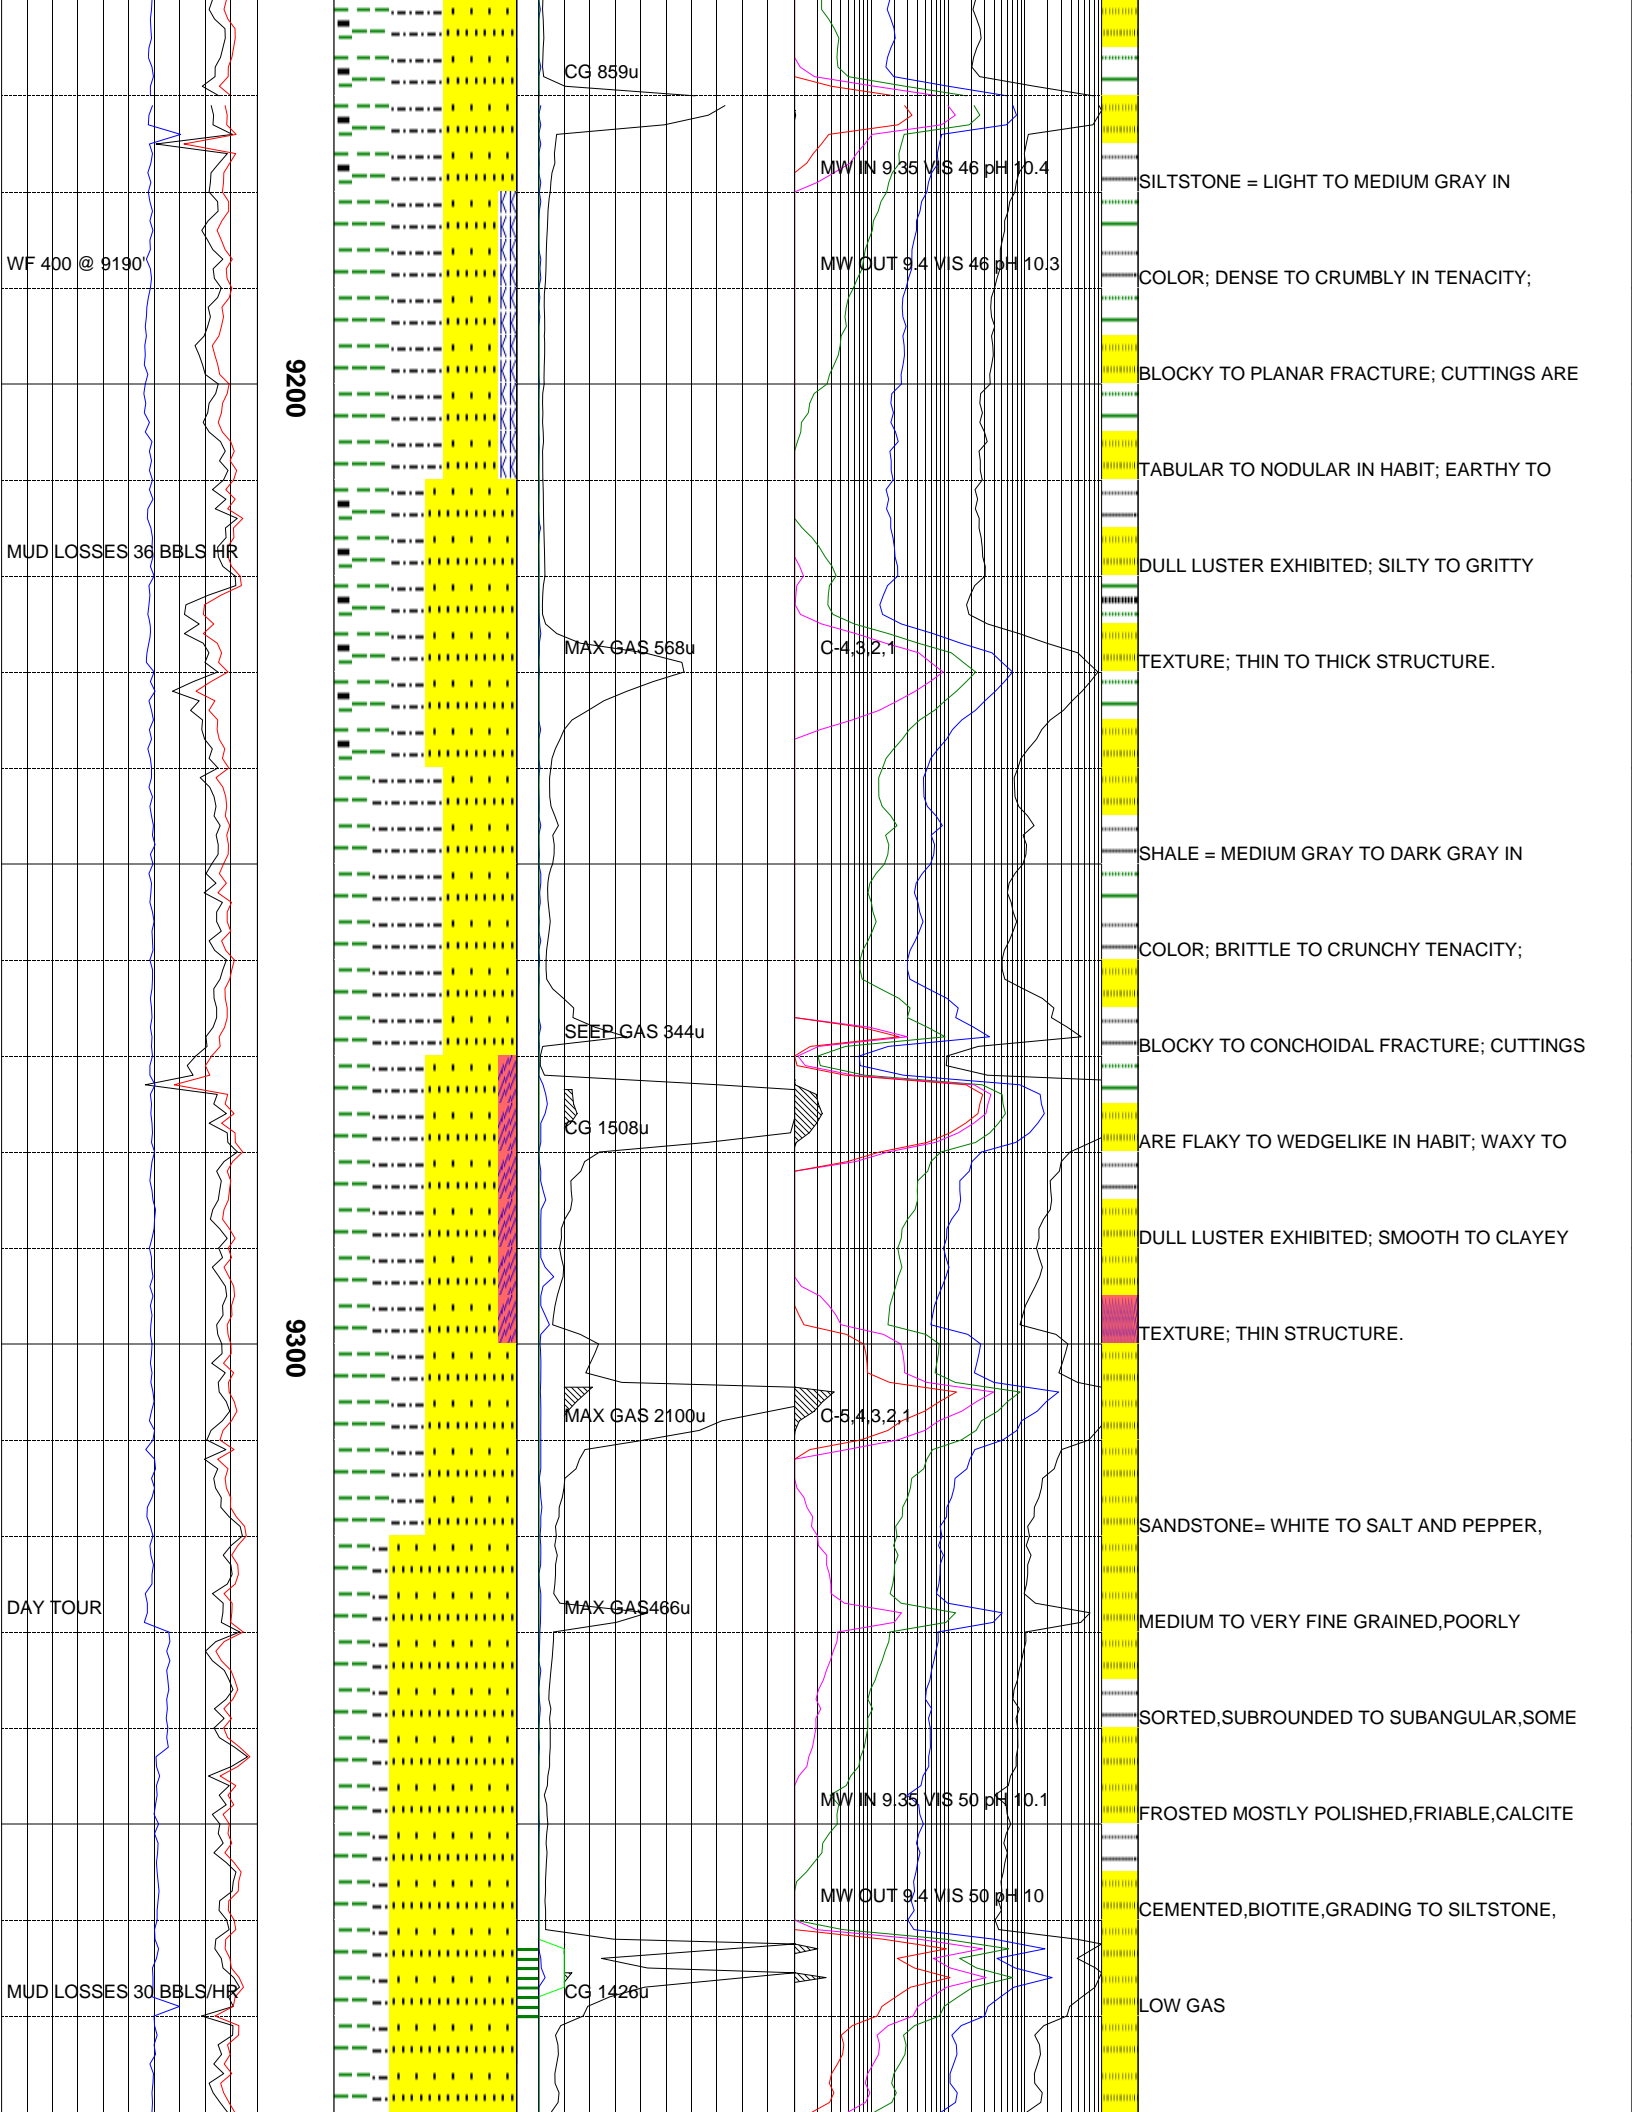 CG 859u
MW IN 9.35 VIS 46 pH 10.4
SILTSTONE = LIGHT TO MEDIUM GRAY IN
WF 400 @ 9190'
MW OUT 9.4 VIS 46 pH 10.3
COLOR; DENSE TO CRUMBLY IN TENACITY;
9200
BLOCKY TO PLANAR FRACTURE; CUTTINGS ARE
TABULAR TO NODULAR IN HABIT; EARTHY TO
MUD LOSSES 36 BBLS HR
DULL LUSTER EXHIBITED; SILTY TO GRITTY
MAX GAS 568u
C-4,3,2,1
TEXTURE; THIN TO THICK STRUCTURE.
SHALE = MEDIUM GRAY TO DARK GRAY IN
COLOR; BRITTLE TO CRUNCHY TENACITY;
SEEP GAS 344u
BLOCKY TO CONCHOIDAL FRACTURE; CUTTINGS
CG 1508u
ARE FLAKY TO WEDGELIKE IN HABIT; WAXY TO
DULL LUSTER EXHIBITED; SMOOTH TO CLAYEY
9300
TEXTURE; THIN STRUCTURE.
MAX GAS 2100u
C-5,4,3,2,1
SANDSTONE= WHITE TO SALT AND PEPPER,
DAY TOUR
MAX GAS466u
MEDIUM TO VERY FINE GRAINED,POORLY
SORTED,SUBROUNDED TO SUBANGULAR,SOME
MW IN 9.35 VIS 50 pH 10.1
FROSTED MOSTLY POLISHED,FRIABLE,CALCITE
MW OUT 9.4 VIS 50 pH 10
CEMENTED,BIOTITE,GRADING TO SILTSTONE,
MUD LOSSES 30 BBLS/HR
CG 1426u
LOW GAS